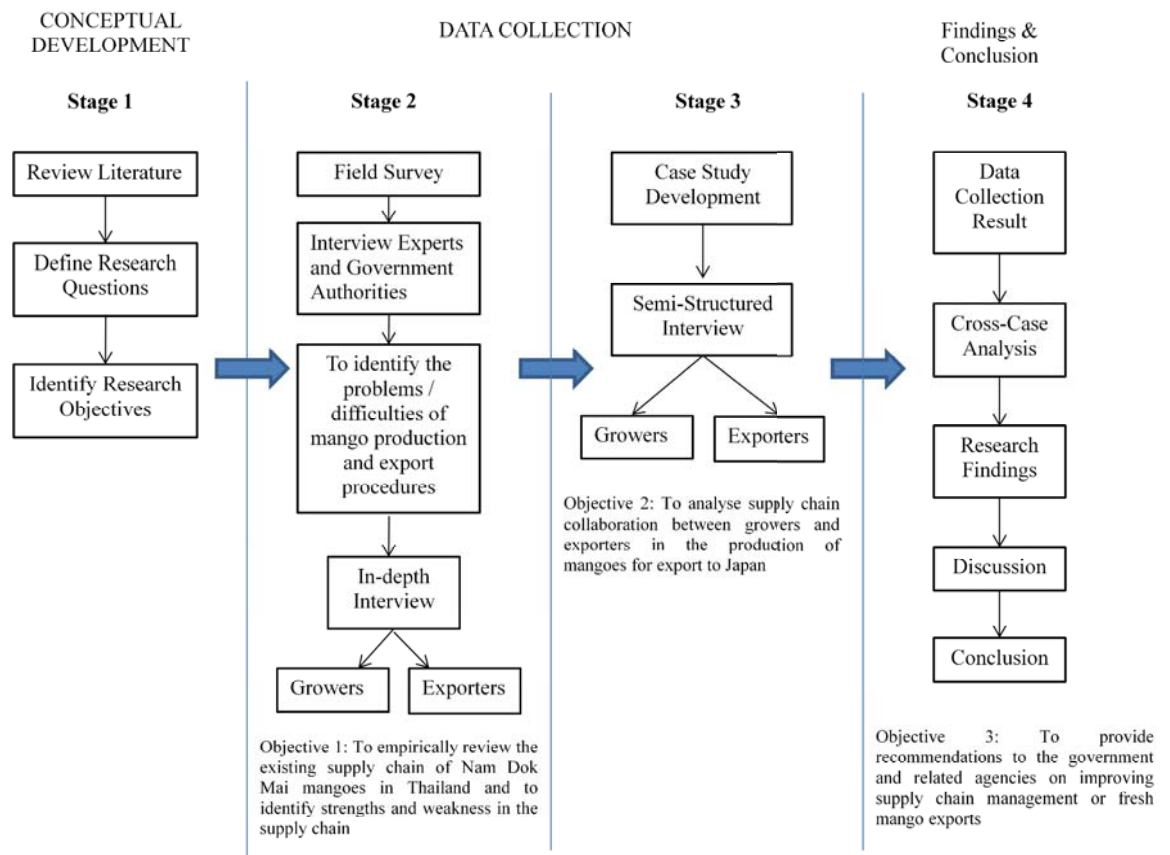 CONCEPTUAL
DEVELOPMENT
DATA COLLECTION
Findings &
Conclusion
Stage 1
Review Literature
Define Research
Questions
Identify Research
Objectives
Stage 2
Field Survey
Interview Experts
and Government
Authorities
To identify the
problems /
difficulties of
mango production
and export
procedures
In-depth
Interview
Growers
Exporters
Objective 1: To empirically review the
existing supply chain of Nam Dok
Mai mangoes in Thailand and to
identify strengths and weakness in the
supply chain
Stage 3
Case Study
Development
Semi-Structured
Interview
Growers
Exporters
Objective 2: To analyse supply chain
collaboration between growers and
exporters in the production of
mangoes for export to Japan
Stage 4
Data
Collection
Result
Cross-Case
Analysis
Research
Findings
Discussion
Conclusion
Objective 3: To provide
recommendations to the government
and related agencies on improving
supply chain management or fresh
mango exports